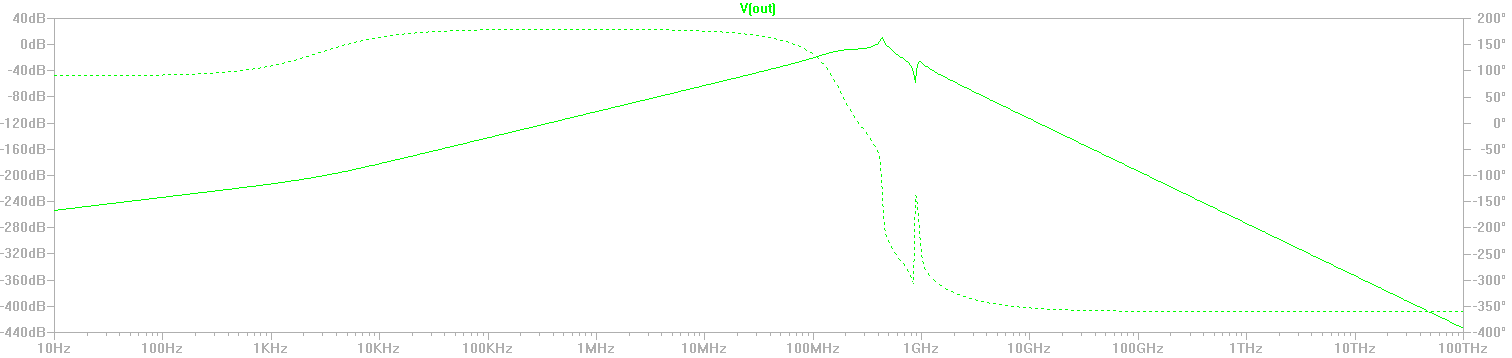 V(out)
40dB 200°
0dB 150°
-40dB 100°
-80dB 50°
-120dB 0°
-160dB -50°
-200dB -100°
-240dB -150°
-280dB -200°
-320dB -250°
-360dB -300°
-400dB -350°
-440dB -400°
10Hz 100Hz 1KHz 10KHz 100KHz 1MHz 10MHz 100MHz 1GHz 10GHz 100GHz 1THz 10THz 100THz